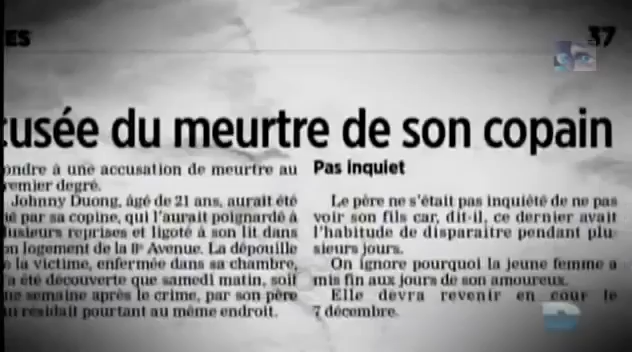 ES 37
cusée du meurtre de son copain
ondre à une accusation de meurtre au
remier degré.
Johnny Duong, âgé de 21 ans, aurait été
é par sa copine, qui l'aurait poignardé à
lusieurs reprises et ligoté à son lit dans
n logement de la IIe Avenue. La dépouille
e la victime, enfermée dans sa chambre,
'a été découverte que samedi matin, soit
ne semaine après le crime, par son père
ui résidait pourtant au même endroit.
Pas inquiet
Le père ne s'était pas inquiété de ne pas
voir son fils car, dit-il, ce dernier avait
l'habitude de disparaître pendant plu-
sieurs jours.
On ignore pourquoi la jeune femme a
mis fin aux jours de son amoureux.
Elle devra revenir en cour le
7 décembre.